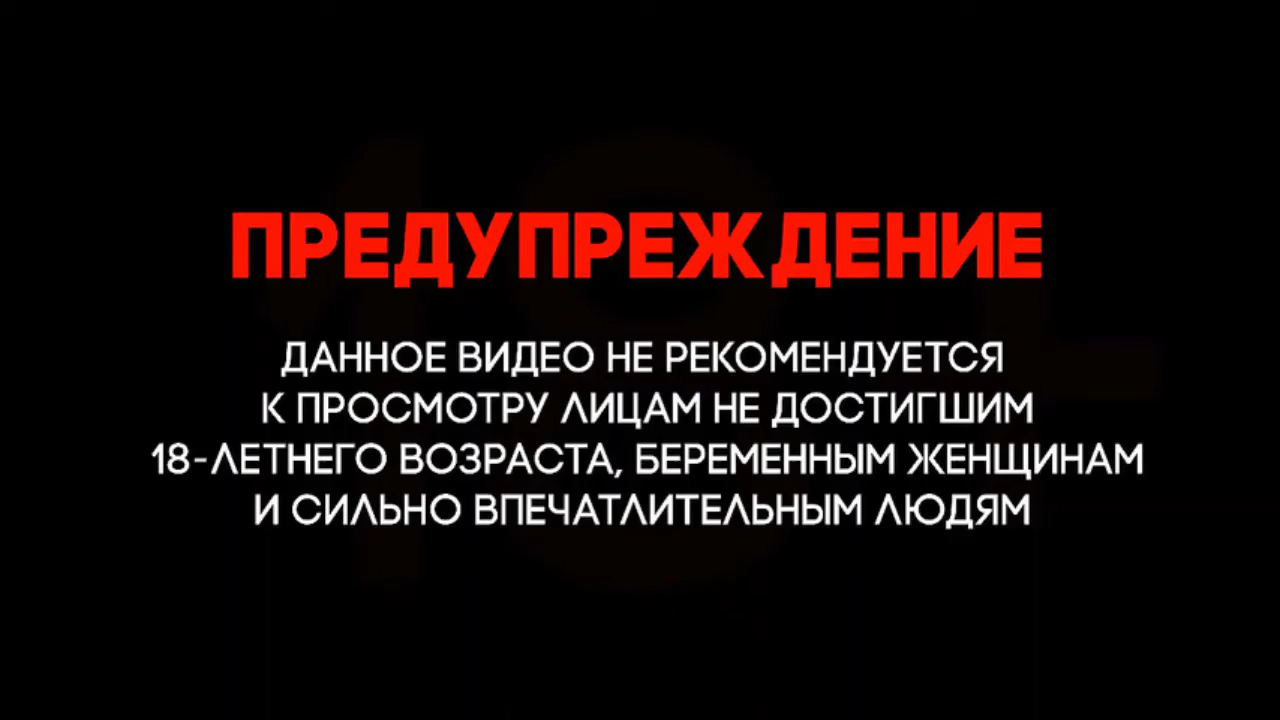 ПРЕДУПРЕЖДЕНИЕ
ДАННОЕ ВИДЕО НЕ РЕКОМЕНДУЕТСЯ
К ПРОСМОТРУ ЛИЦАМ НЕ ДОСТИГШИМ
18-ЛЕТНЕГО ВОЗРАСТА, БЕРЕМЕННЫМ ЖЕНЩИНАМ
И СИЛЬНО ВПЕЧАТЛИТЕЛЬНЫМ ЛЮДЯМ